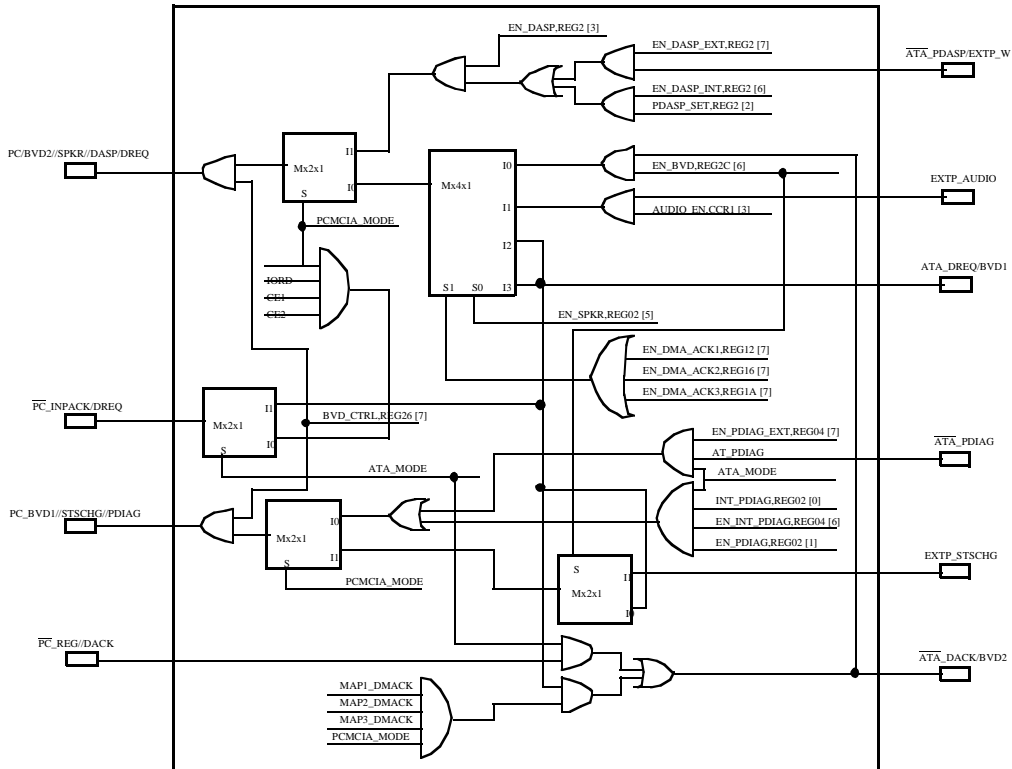 EN_DASP,REG2 [3]
EN_DASP_EXT,REG2 [7]
ATA_PDASP/EXTP_W
EN_DASP_INT,REG2 [6]
PDASP_SET,REG2 [2]
PC/BVD2//SPKR//DASP/DREQ
I1
Mx2x1
I0
S
I0
Mx4x1
EN_BVD,REG2C [6]
EXTP_AUDIO
I1
AUDIO_EN,CCR1 [3]
PCMCIA_MODE
I2
ATA_DREQ/BVD1
IORD
CE1
CE2
I3
S1
S0
EN_SPKR,REG02 [5]
EN_DMA_ACK1,REG12 [7]
EN_DMA_ACK2,REG16 [7]
EN_DMA_ACK3,REG1A [7]
PC_INPACK/DREQ
I1
Mx2x1
I0
S
BVD_CTRL,REG26 [7]
EN_PDIAG_EXT,REG04 [7]
ATA_PDIAG
AT_PDIAG
ATA_MODE
ATA_MODE
INT_PDIAG,REG02 [0]
EN_INT_PDIAG,REG04 [6]
EN_PDIAG,REG02 [1]
PC_BVD1//STSCHG//PDIAG
I0
Mx2x1
I1
S
PCMCIA_MODE
EXTP_STSCHG
S
I1
Mx2x1
I0
PC_REG//DACK
ATA_DACK/BVD2
MAP1_DMACK
MAP2_DMACK
MAP3_DMACK
PCMCIA_MODE